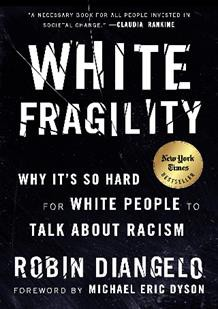 "A NECESSARY BOOK FOR ALL PEOPLE INVESTED IN
SOCIETAL CHANGE." —CLAUDIA RANKINE
WHITE
FRAGILITY
New York
Times
BESTSELLER
WHY IT'S SO HARD
FOR WHITE PEOPLE TO
TALK ABOUT RACISM
ROBIN DIANGELO
FOREWORD BY MICHAEL ERIC DYSON